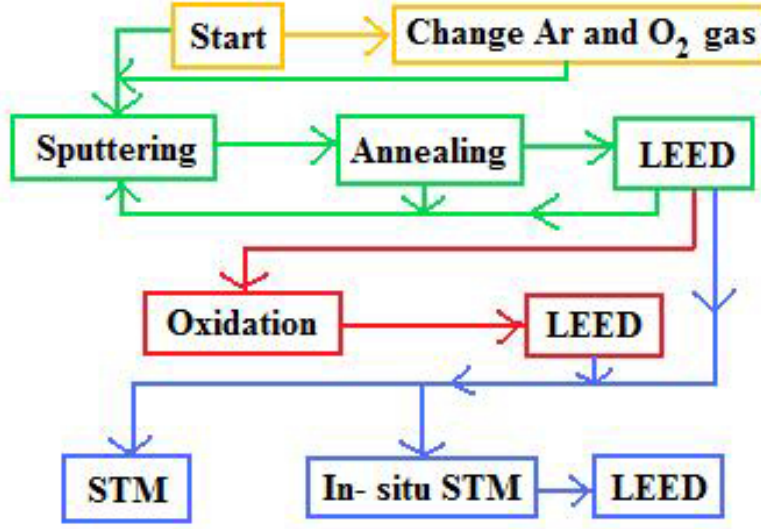 Start
Change Ar and O₂ gas
Sputtering
Annealing
LEED
Oxidation
LEED
STM
In- situ STM
LEED